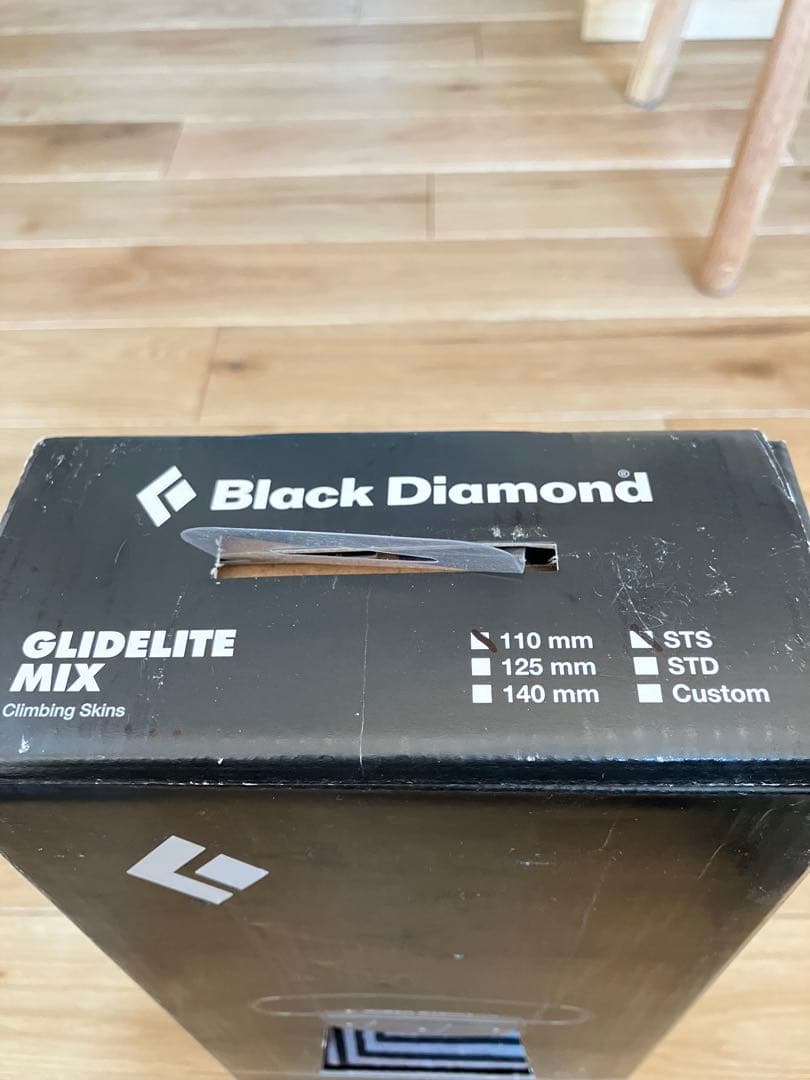 Black Diamond®
GLIDELITE
MIX
Climbing Skins
110 mm STS
125 mm STD
140 mm Custom